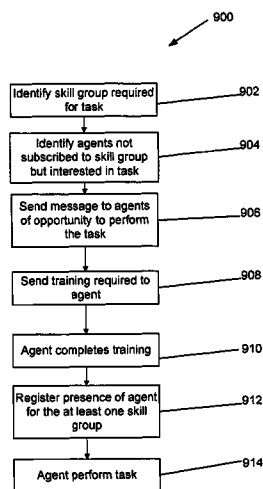 900
Identify skill group required
for task
902
Identify agents not
subscribed to skill group
but interested in task
904
Send message to agents
of opportunity to perform
the task
906
Send training required to
agent
908
Agent completes training
910
Register presence of agent
for the at least one skill
group
912
Agent perform task
914